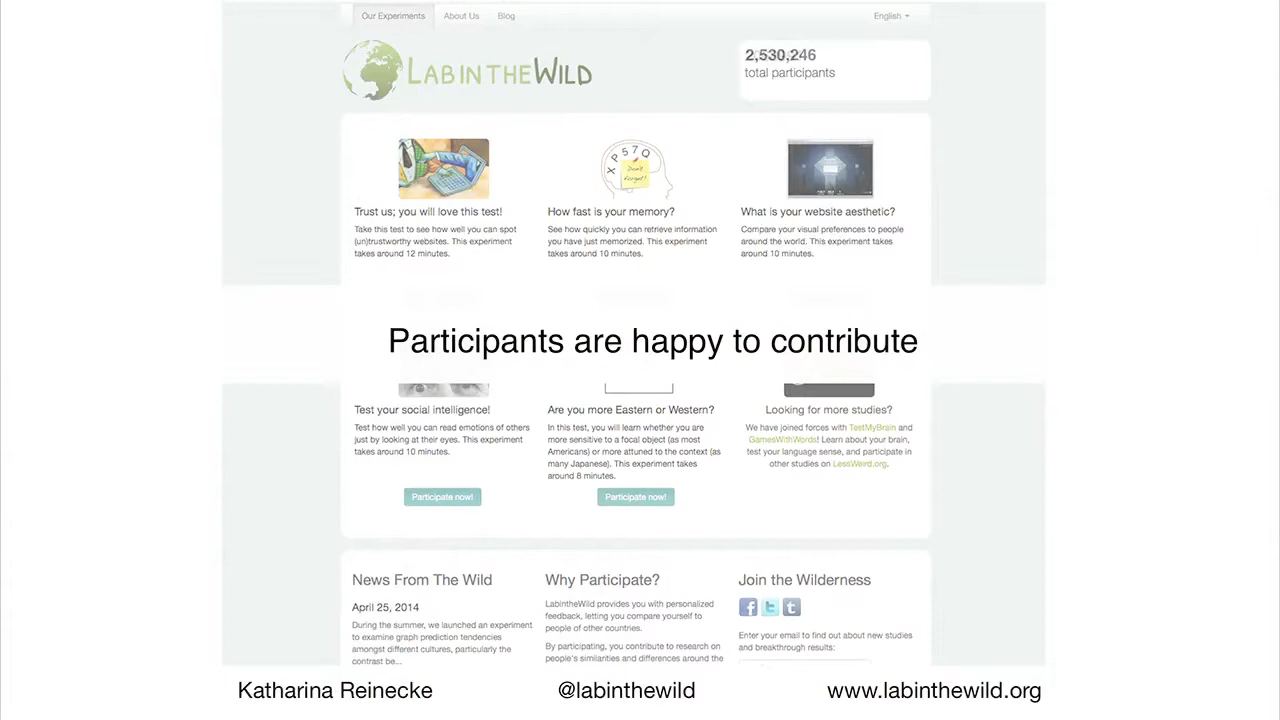 Our Experiments About Us Blog English
LABINTHEWILD
2,530,246
total participants
X P 5 7 Q
Don't
forget!
Trust us; you will love this test!
Take this test to see how well you can spot
(un)trustworthy websites. This experiment
takes around 12 minutes.
How fast is your memory?
See how quickly you can retrieve information
you have just memorized. This experiment
takes around 10 minutes.
What is your website aesthetic?
Compare your visual preferences to people
around the world. This experiment takes
around 10 minutes.
Participants are happy to contribute
Test your social intelligence!
Test how well you can read emotions of others
just by looking at their eyes. This experiment
takes around 10 minutes.
Participate now!
Are you more Eastern or Western?
In this test, you will learn whether you are
more sensitive to a focal object (as most
Americans) or more attuned to the context (as
many Japanese). This experiment takes
around 8 minutes.
Participate now!
Looking for more studies?
We have joined forces with TestMyBrain and
GamesWithWords! Learn about your brain,
test your language sense, and participate in
other studies on LessWeird.org.
News From The Wild
April 25, 2014
During the summer, we launched an experiment
to examine graph prediction tendencies
amongst different cultures, particularly the
contrast be...
Why Participate?
LabintheWild provides you with personalized
feedback, letting you compare yourself to
people of other countries.
By participating, you contribute to research on
people's similarities and differences around the
Join the Wilderness
f t t
Enter your email to find out about new studies
and breakthrough results:
Katharina Reinecke @labinthewild www.labinthewild.org